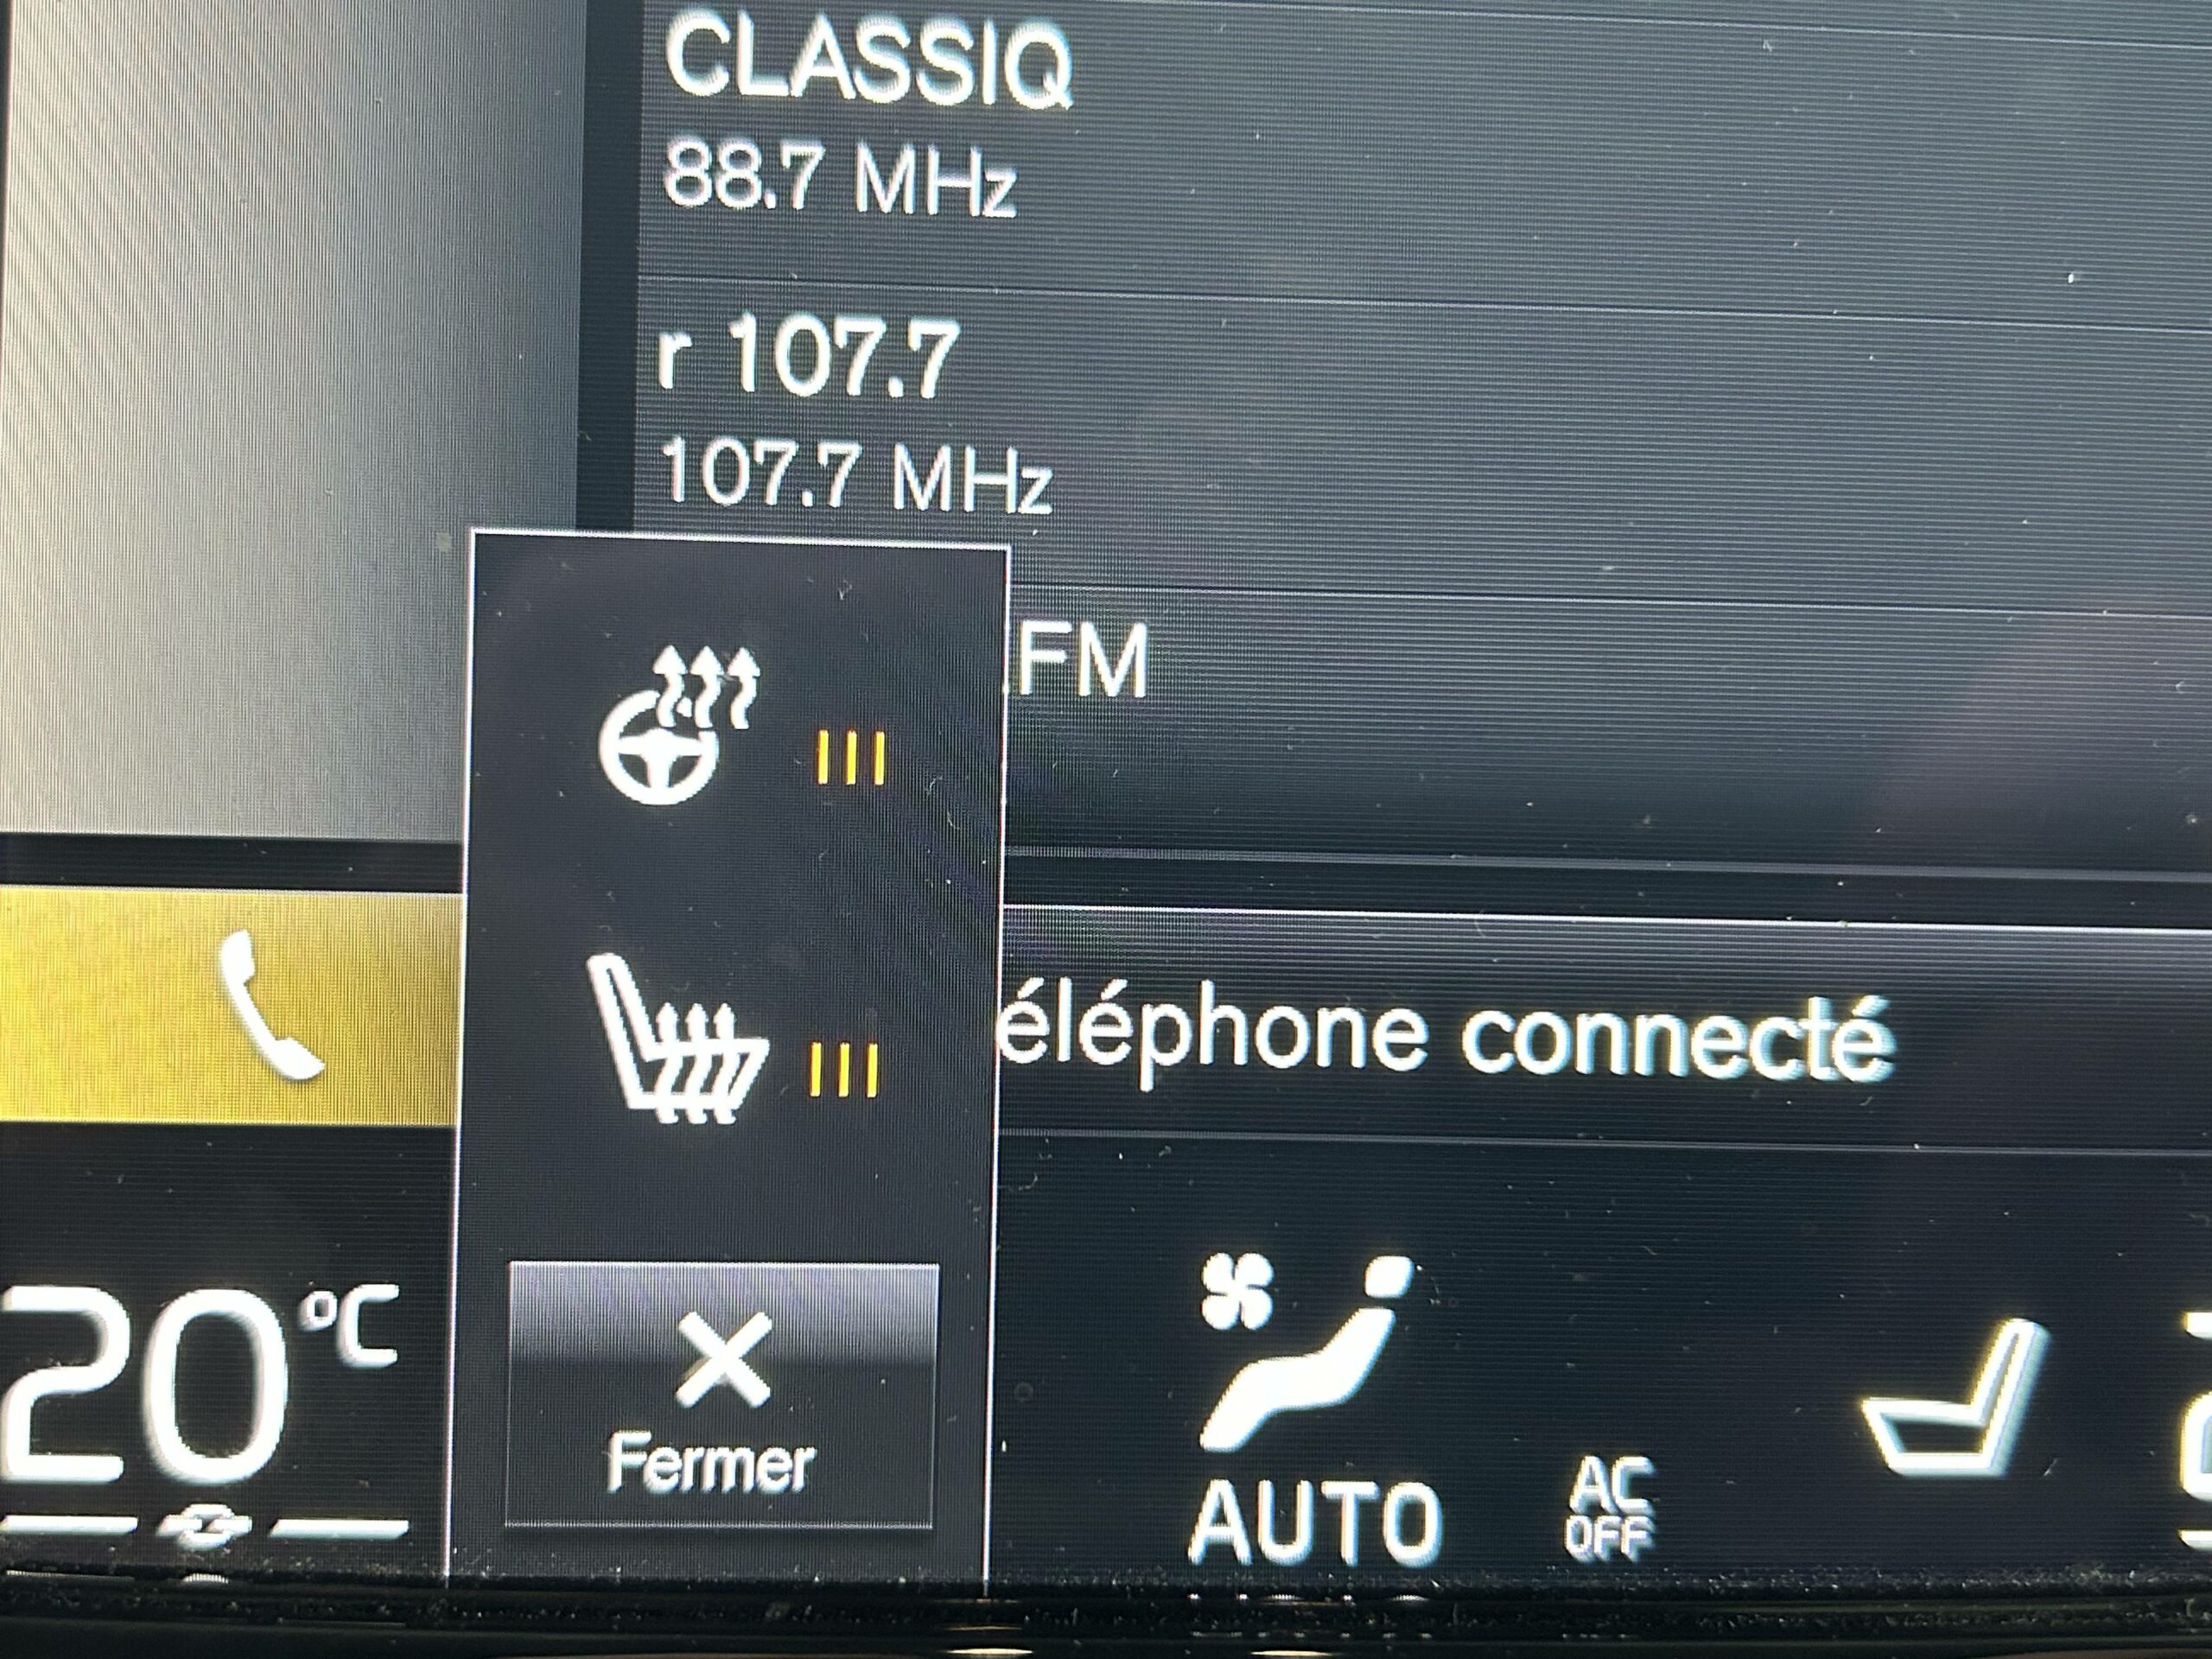 CLASSIQ
88.7 MHz
r 107.7
107.7 MHz
FM
éléphone connecté
20 °C
Fermer
AUTO
AC
OFF